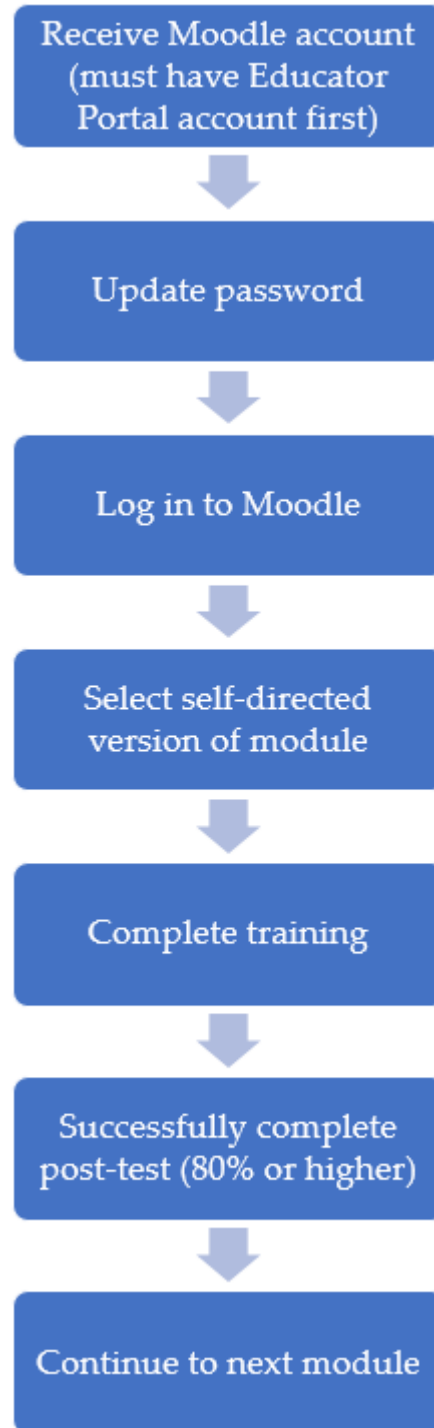 Receive Moodle account
(must have Educator
Portal account first)
Update password
Log in to Moodle
Select self-directed
version of module
Complete training
Successfully complete
post-test (80% or higher)
Continue to next module